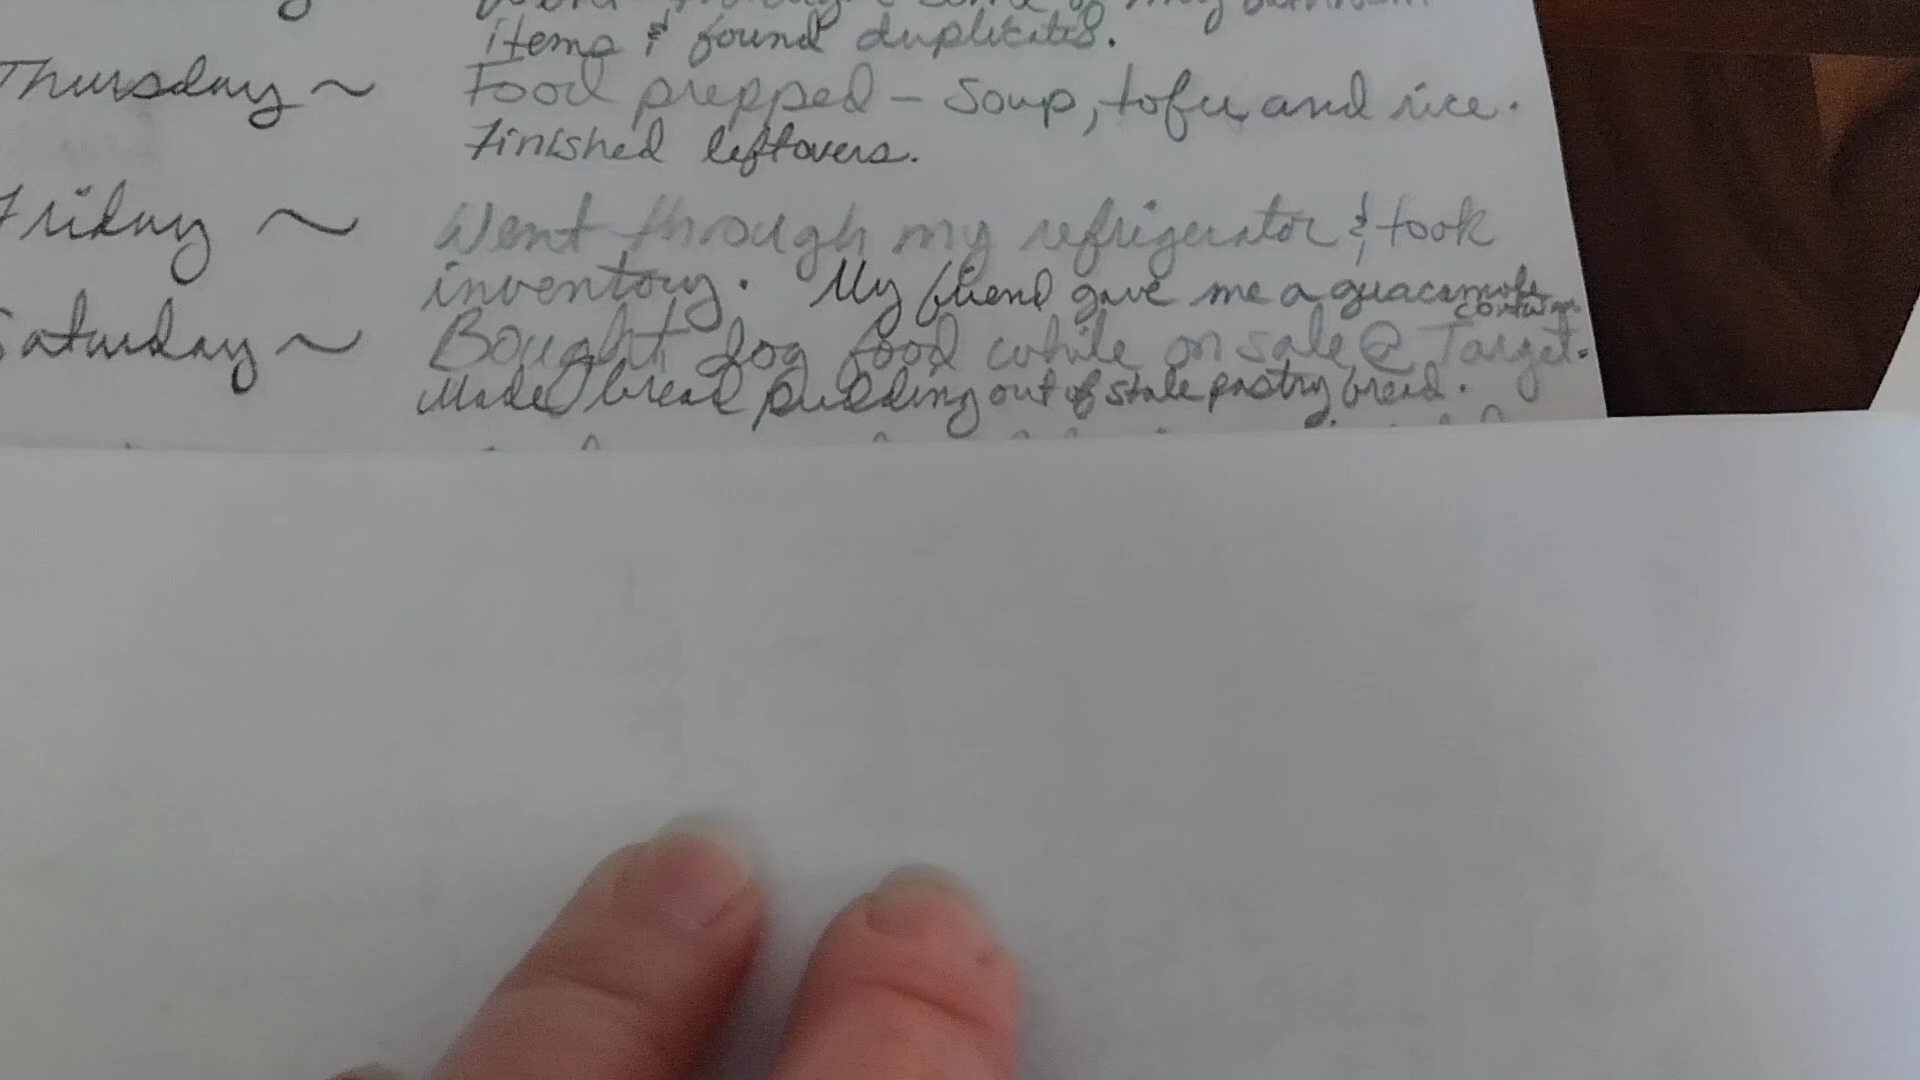 items & found duplicates.
Thursday ~ Food prepped - Soup, tofu and rice.
Finished leftovers.
Friday ~ Went through my refrigerator & took
inventory. My friend gave me a guacamole
container.
Saturday ~ Bought dog food while on sale @ Target.
Made bread pudding out of stale pastry bread.